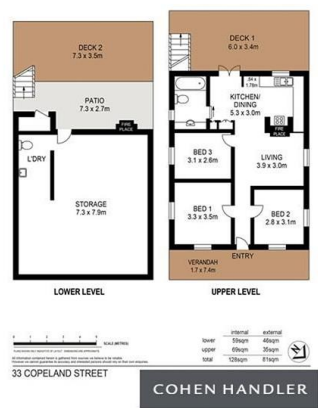 DECK 2
7.3 x 3.5m
PATIO
7.3 x 2.7m
FIRE
PLACE
L'DRY
STORAGE
7.3 x 7.9m
LOWER LEVEL
DECK 1
6.0 x 3.4m
KITCHEN/
DINING
5.3 x 3.0m
FIRE
PLACE
BED 3
3.1 x 2.6m
LIVING
3.9 x 3.0m
BED 1
3.3 x 3.5m
BED 2
2.8 x 3.1m
VERANDAH
1.7 x 7.4m
ENTRY
UPPER LEVEL
SCALE (METRES)
internal external
lower 59sqm 46sqm
upper 69sqm 35sqm
total 128sqm 81sqm
N
33 COPELAND STREET
COHEN HANDLER